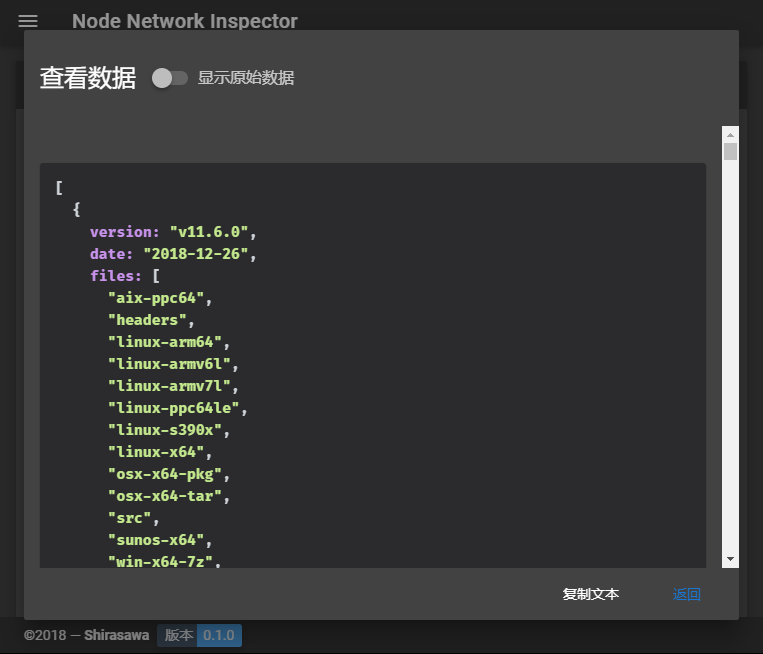 Node Network Inspector
查看数据 显示原始数据
[
{
version: "v11.6.0",
date: "2018-12-26",
files: [
"aix-ppc64",
"headers",
"linux-arm64",
"linux-armv6l",
"linux-armv7l",
"linux-ppc64le",
"linux-s390x",
"linux-x64",
"osx-x64-pkg",
"osx-x64-tar",
"src",
"sunos-x64",
"win-x64-7z",
复制文本 返回
©2018 — Shirasawa 版本 0.1.0